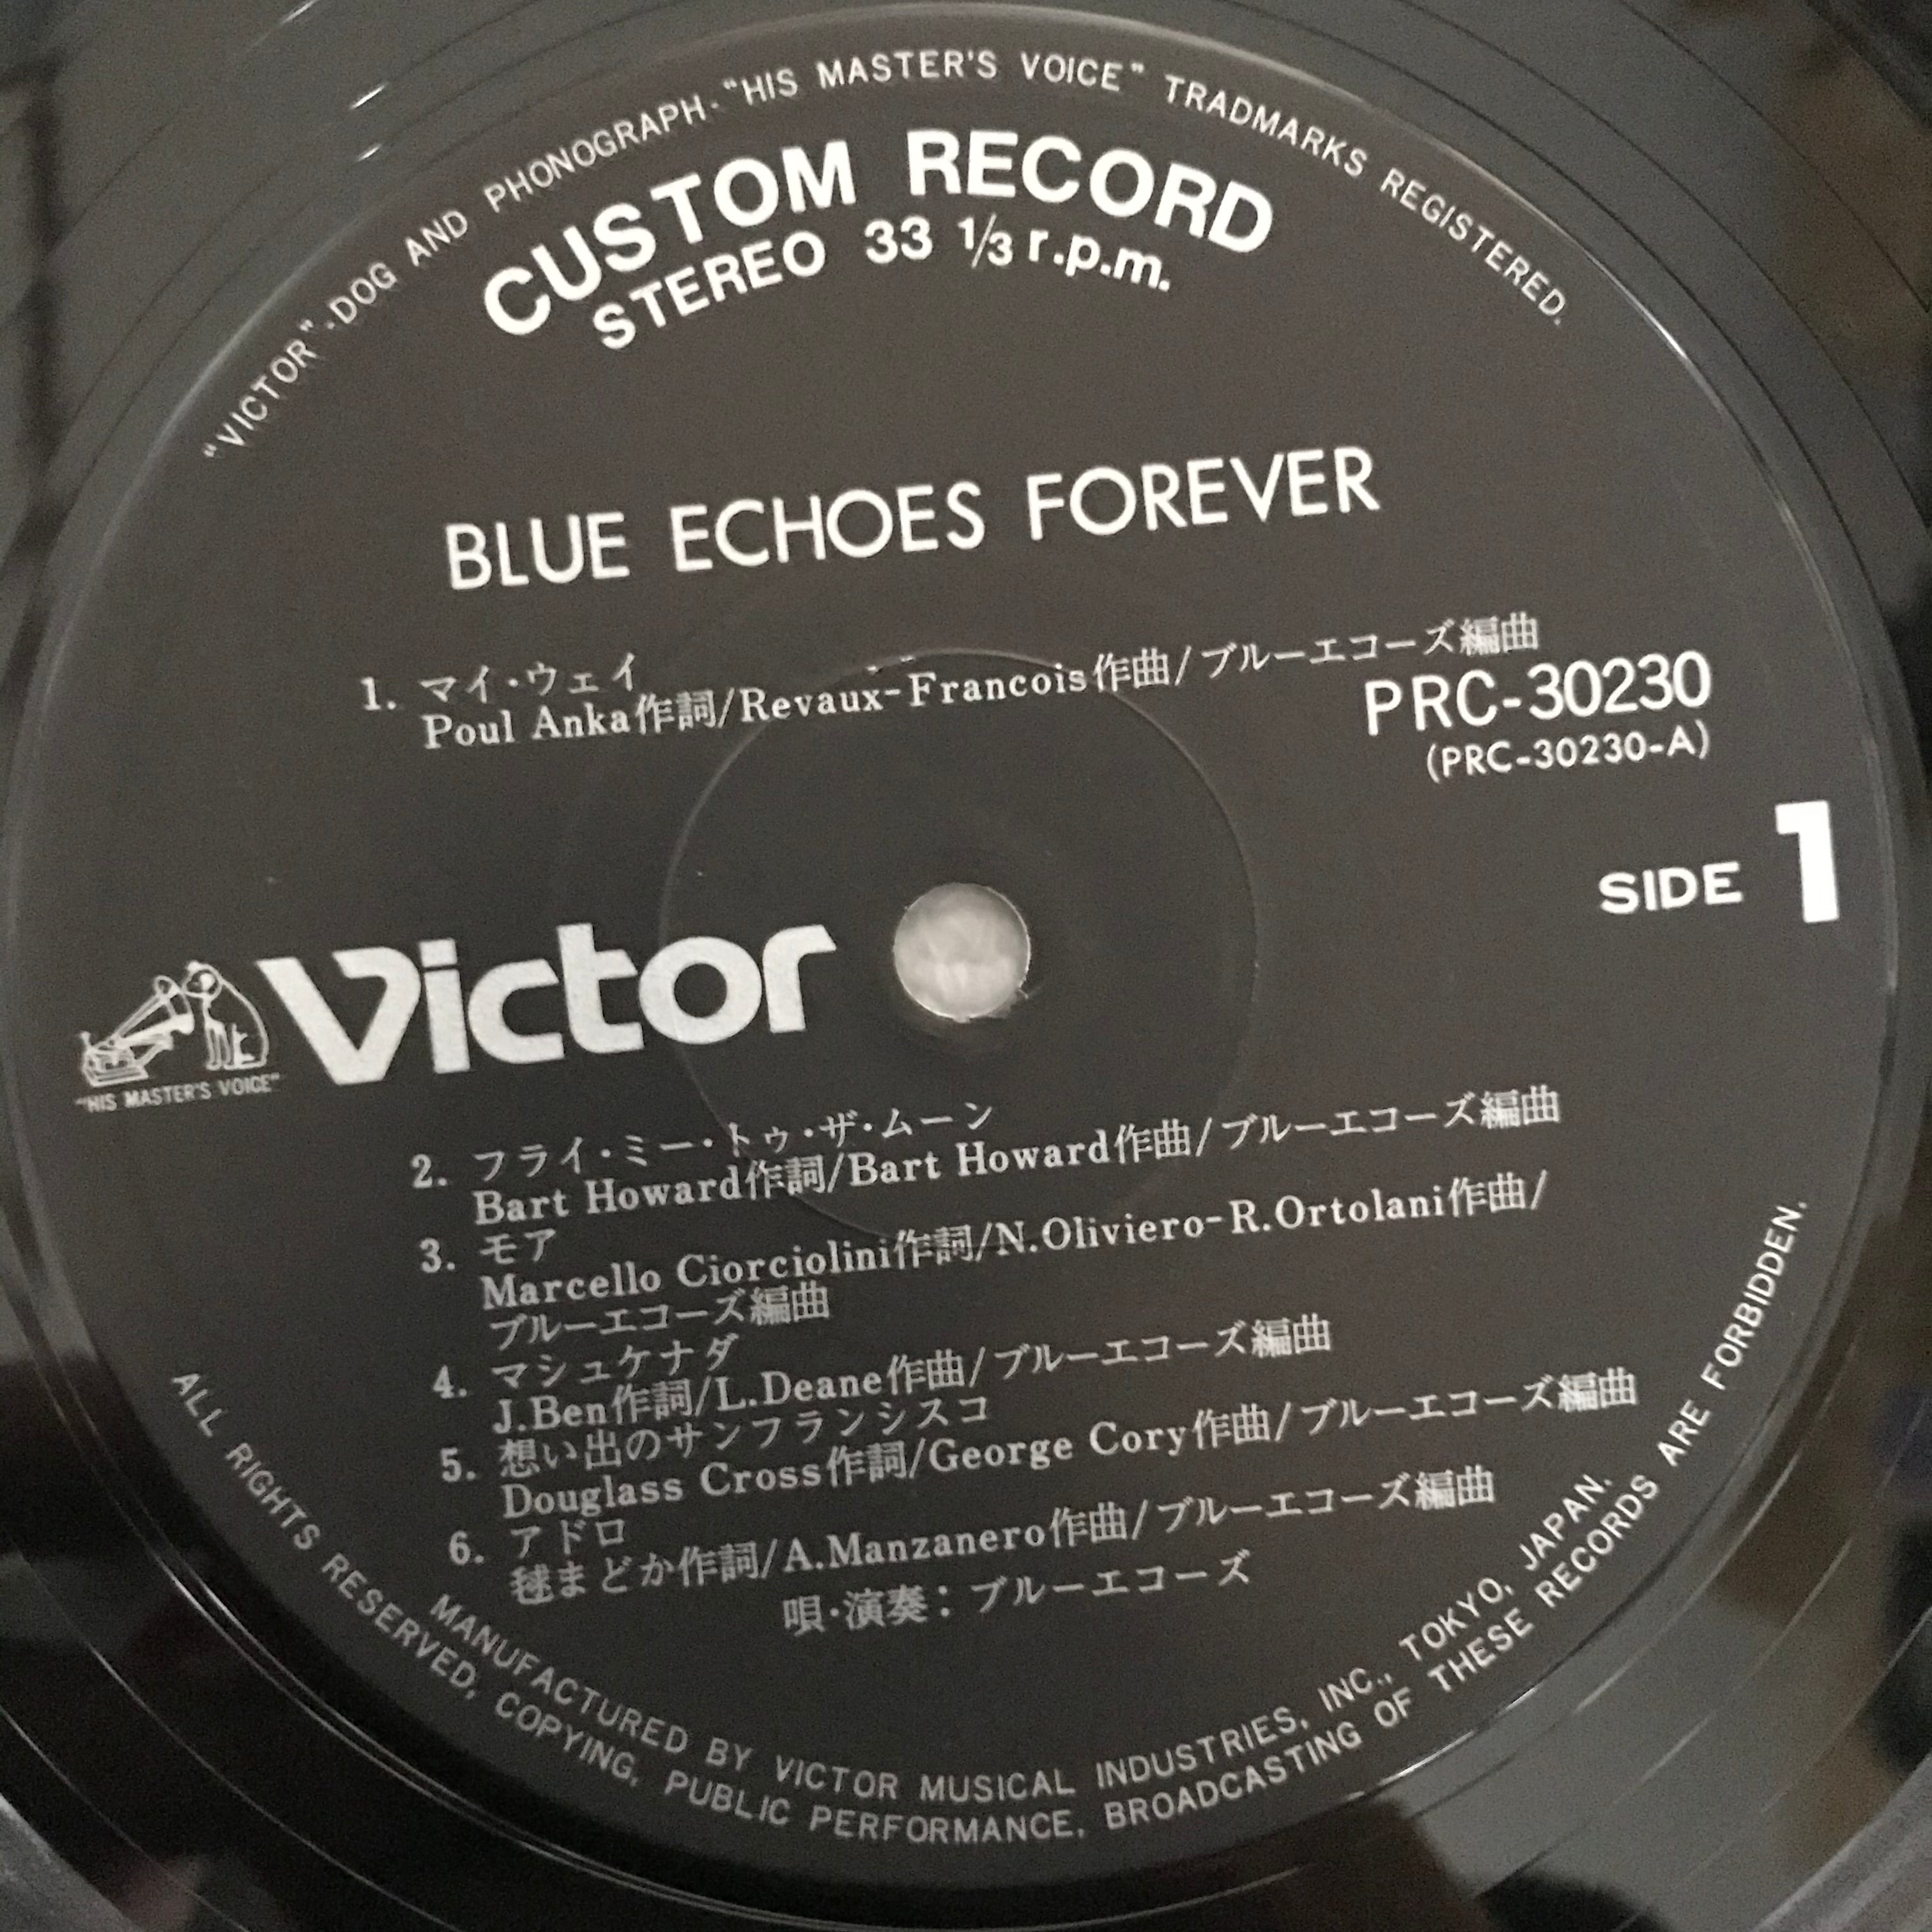 "VICTOR"-DOG AND PHONOGRAPH-"HIS MASTER'S VOICE" TRADMARKS REGISTERED.
CUSTOM RECORD
STEREO 33 1/3 r.p.m.
BLUE ECHOES FOREVER
1. マイ・ウェイ
Poul Anka作詞/Revaux-Francois作曲/ブルーエコーズ編曲
PRC-30230
(PRC-30230-A)
SIDE 1
Victor
"HIS MASTER'S VOICE"
2. フライ・ミー・トゥ・ザ・ムーン
Bart Howard作詞/Bart Howard作曲/ブルーエコーズ編曲
3. モア
Marcello Ciorciolini作詞/N.Oliviero-R.Ortolani作曲/
ブルーエコーズ編曲
4. マシュケナダ
J.Ben作詞/L.Deane作曲/ブルーエコーズ編曲
5. 想い出のサンフランシスコ
Douglass Cross作詞/George Cory作曲/ブルーエコーズ編曲
6. アドロ
毬まどか作詞/A.Manzanero作曲/ブルーエコーズ編曲
唄・演奏：ブルーエコーズ
MANUFACTURED BY VICTOR MUSICAL INDUSTRIES, INC., TOKYO, JAPAN.
ALL RIGHTS RESERVED, COPYING, PUBLIC PERFORMANCE, BROADCASTING OF THESE RECORDS ARE FORBIDDEN.